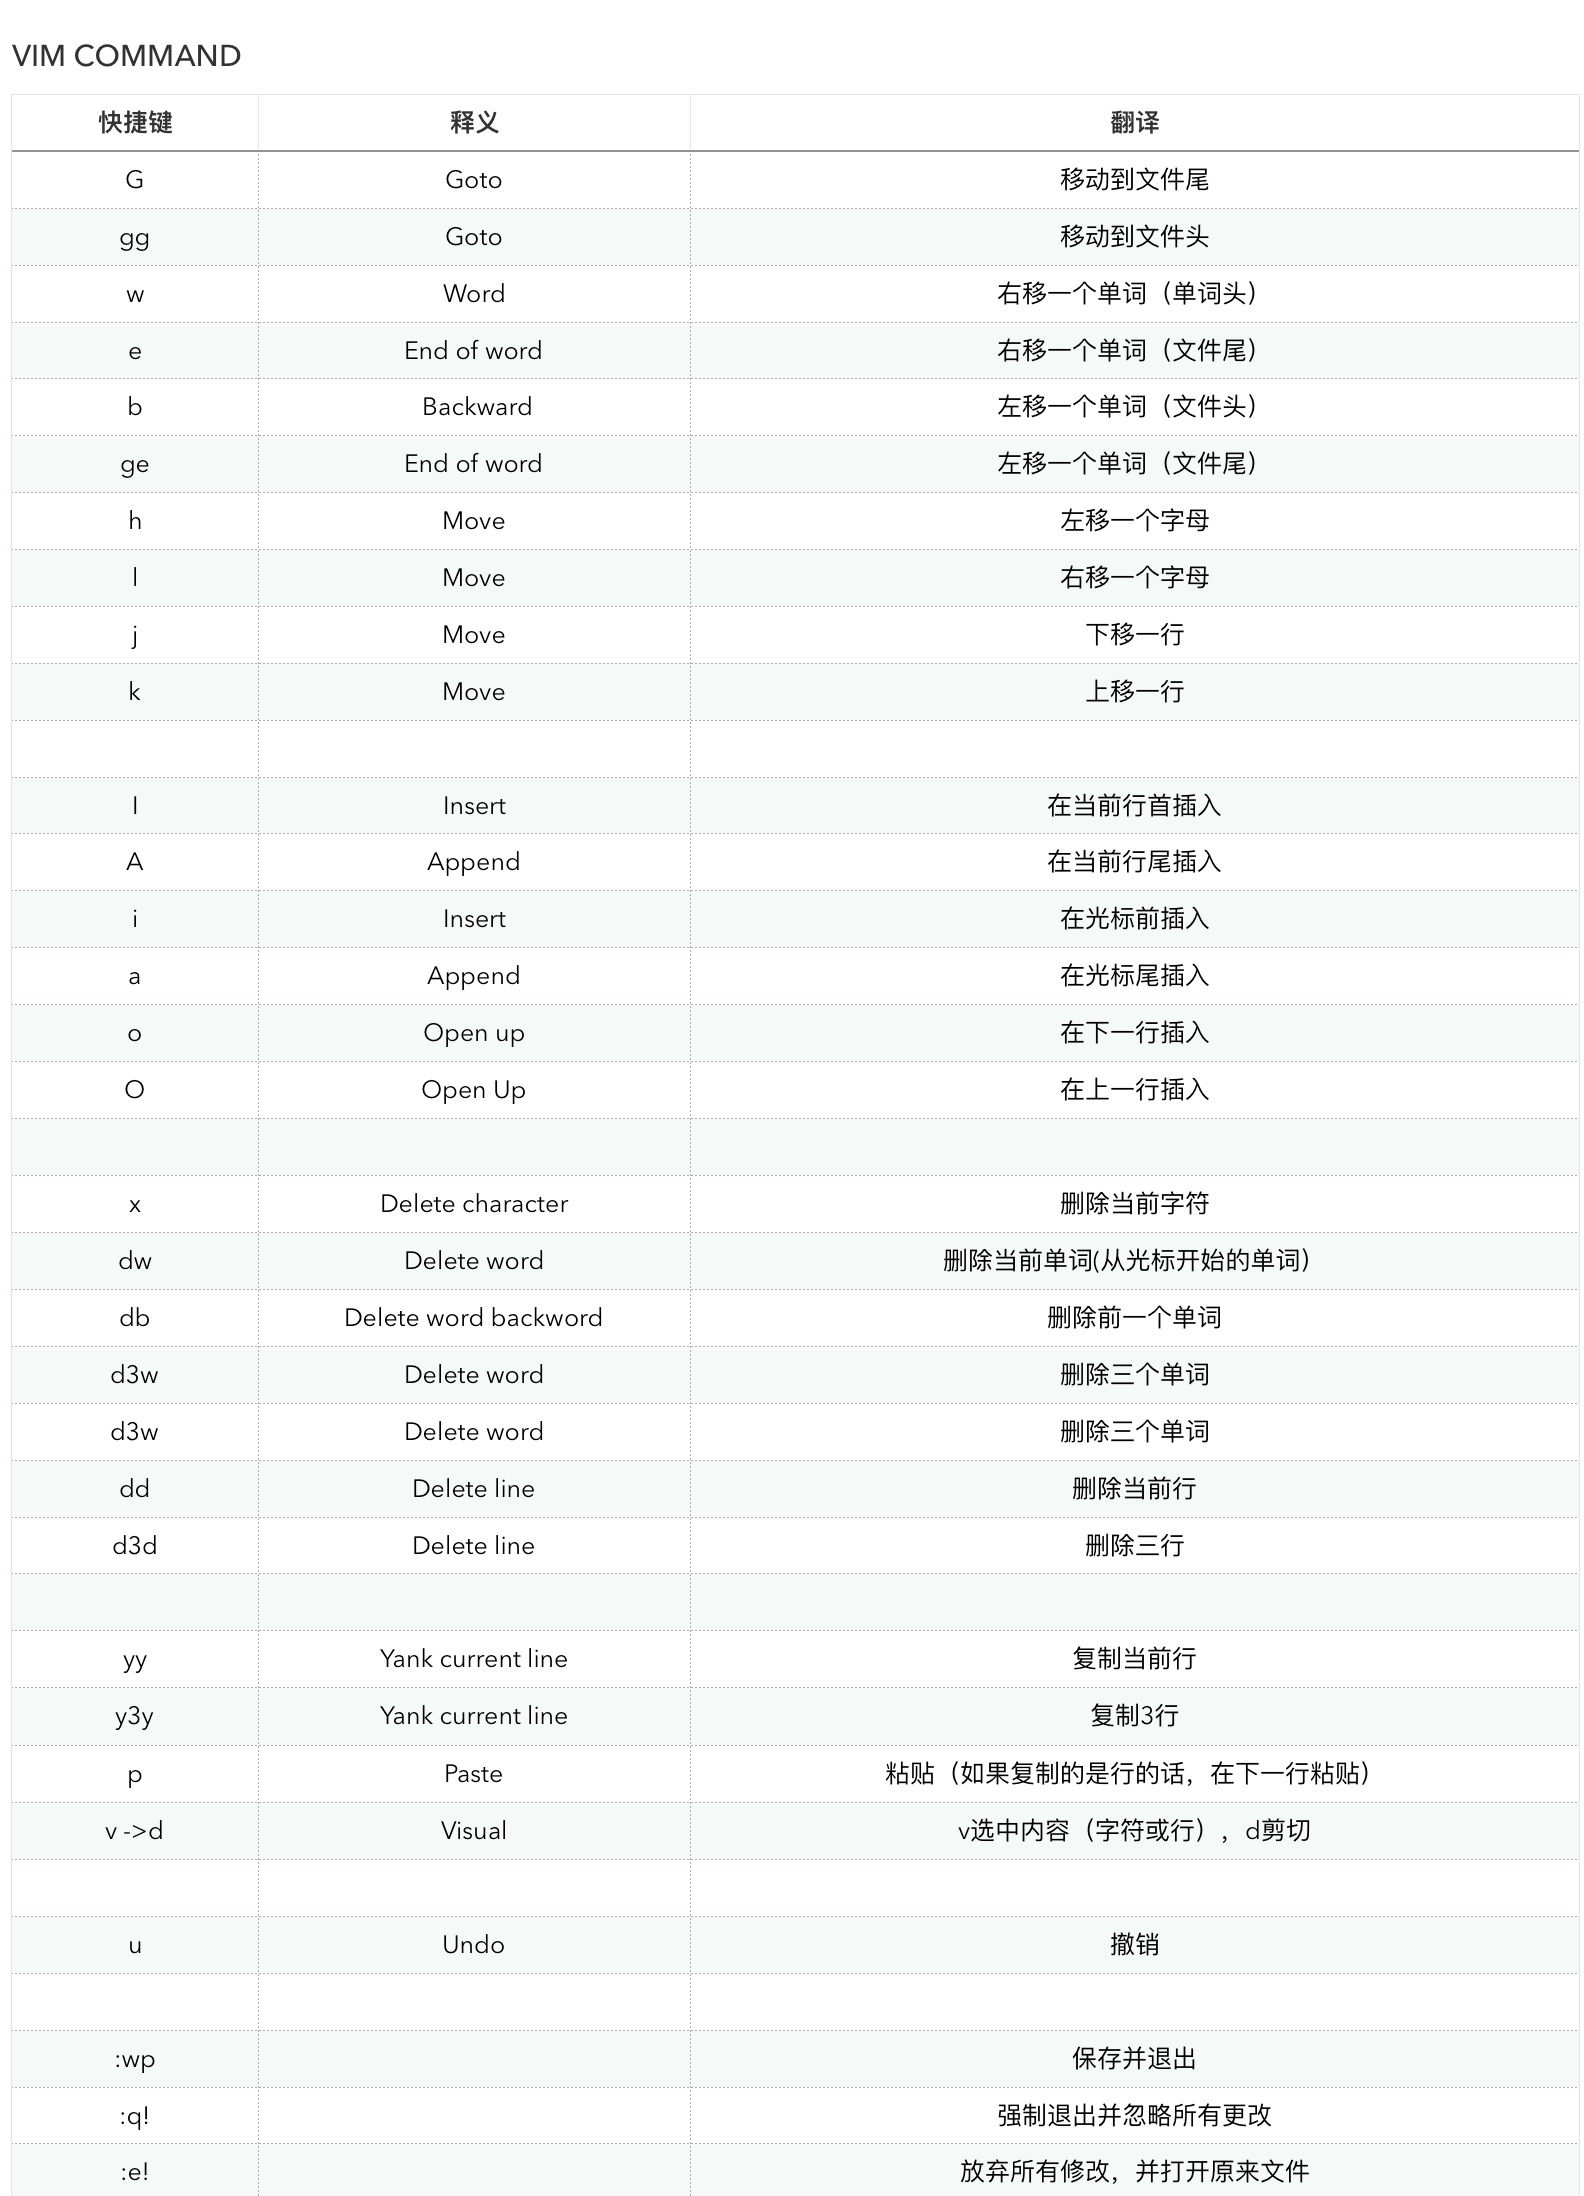 VIM COMMAND
快捷键 释义 翻译
G Goto 移动到文件尾
gg Goto 移动到文件头
w Word 右移一个单词（单词头）
e End of word 右移一个单词（文件尾）
b Backward 左移一个单词（文件头）
ge End of word 左移一个单词（文件尾）
h Move 左移一个字母
l Move 右移一个字母
j Move 下移一行
k Move 上移一行
I Insert 在当前行首插入
A Append 在当前行尾插入
i Insert 在光标前插入
a Append 在光标尾插入
o Open up 在下一行插入
O Open Up 在上一行插入
x Delete character 删除当前字符
dw Delete word 删除当前单词(从光标开始的单词）
db Delete word backword 删除前一个单词
d3w Delete word 删除三个单词
d3w Delete word 删除三个单词
dd Delete line 删除当前行
d3d Delete line 删除三行
yy Yank current line 复制当前行
y3y Yank current line 复制3行
p Paste 粘贴（如果复制的是行的话，在下一行粘贴）
v ->d Visual v选中内容（字符或行），d剪切
u Undo 撤销
:wp 保存并退出
:q! 强制退出并忽略所有更改
:e! 放弃所有修改，并打开原来文件